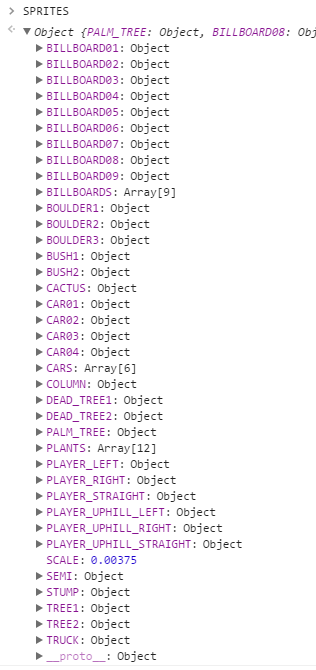 SPRITES
Object {PALM_TREE: Object, BILLBOARD08: Obj
BILLBOARD01: Object
BILLBOARD02: Object
BILLBOARD03: Object
BILLBOARD04: Object
BILLBOARD05: Object
BILLBOARD06: Object
BILLBOARD07: Object
BILLBOARD08: Object
BILLBOARD09: Object
BILLBOARDS: Array[9]
BOULDER1: Object
BOULDER2: Object
BOULDER3: Object
BUSH1: Object
BUSH2: Object
CACTUS: Object
CAR01: Object
CAR02: Object
CAR03: Object
CAR04: Object
CARS: Array[6]
COLUMN: Object
DEAD_TREE1: Object
DEAD_TREE2: Object
PALM_TREE: Object
PLANTS: Array[12]
PLAYER_LEFT: Object
PLAYER_RIGHT: Object
PLAYER_STRAIGHT: Object
PLAYER_UPHILL_LEFT: Object
PLAYER_UPHILL_RIGHT: Object
PLAYER_UPHILL_STRAIGHT: Object
SCALE: 0.00375
SEMI: Object
STUMP: Object
TREE1: Object
TREE2: Object
TRUCK: Object
__proto__: Object